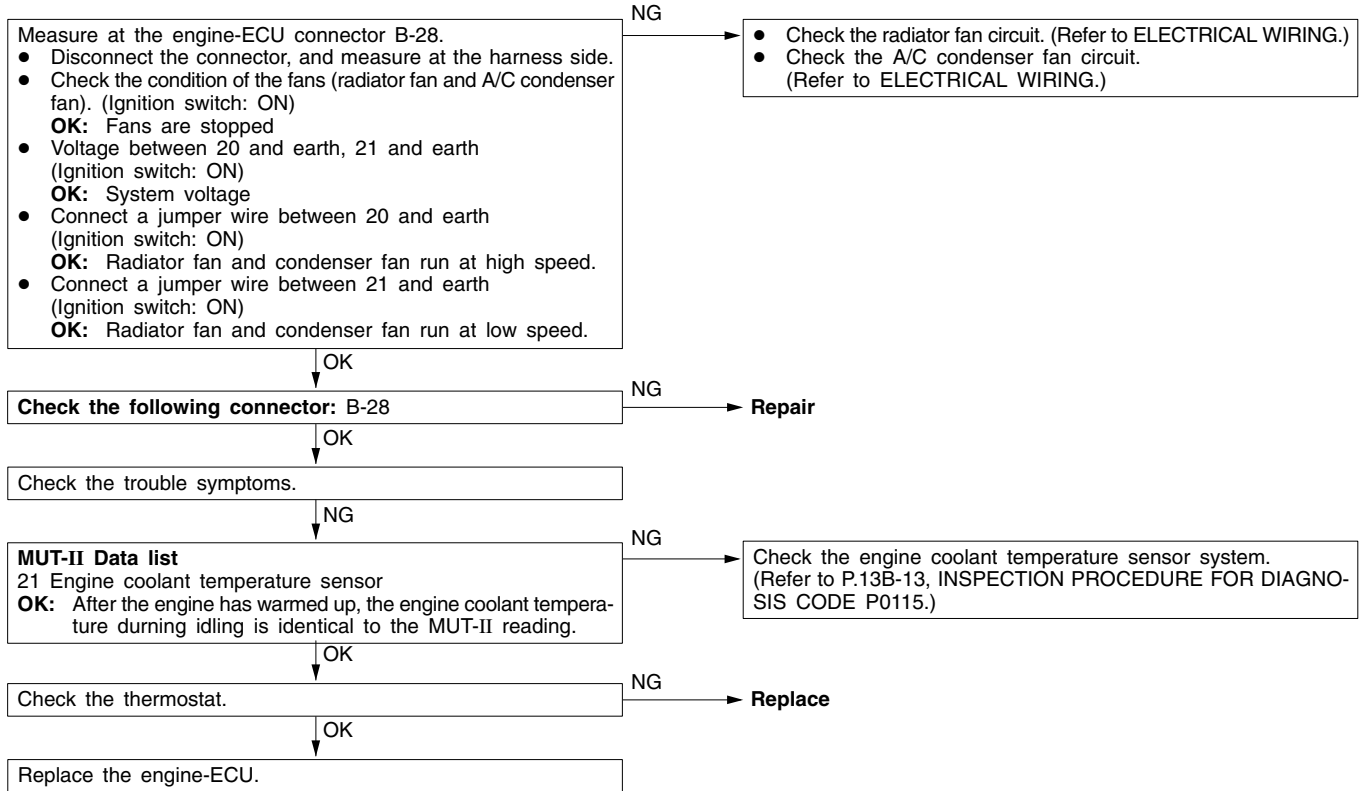 NG
Measure at the engine-ECU connector B-28.
● Disconnect the connector, and measure at the harness side.
● Check the condition of the fans (radiator fan and A/C condenser
fan). (Ignition switch: ON)
OK: Fans are stopped
● Voltage between 20 and earth, 21 and earth
(Ignition switch: ON)
OK: System voltage
● Connect a jumper wire between 20 and earth
(Ignition switch: ON)
OK: Radiator fan and condenser fan run at high speed.
● Connect a jumper wire between 21 and earth
(Ignition switch: ON)
OK: Radiator fan and condenser fan run at low speed.
● Check the radiator fan circuit. (Refer to ELECTRICAL WIRING.)
● Check the A/C condenser fan circuit.
(Refer to ELECTRICAL WIRING.)
OK
Check the following connector: B-28
NG
Repair
OK
Check the trouble symptoms.
NG
MUT-II Data list
21 Engine coolant temperature sensor
OK: After the engine has warmed up, the engine coolant tempera-
ture durning idling is identical to the MUT-II reading.
NG
Check the engine coolant temperature sensor system.
(Refer to P.13B-13, INSPECTION PROCEDURE FOR DIAGNO-
SIS CODE P0115.)
OK
Check the thermostat.
NG
Replace
OK
Replace the engine-ECU.